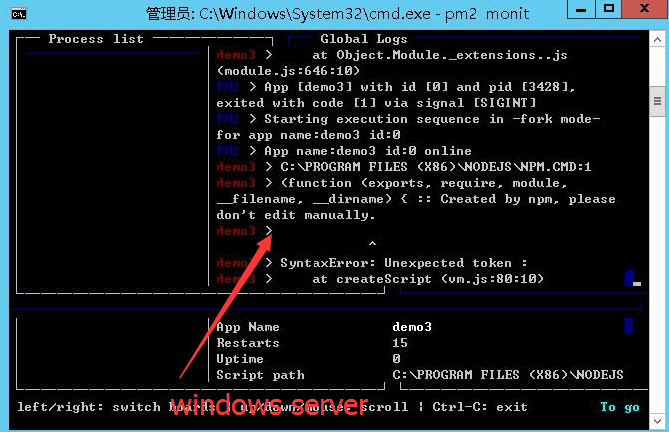 管理员: C:\Windows\System32\cmd.exe - pm2 monit
Process list
Global Logs
demo3 > at Object.Module._extensions..js
(module.js:646:10)
PM2 > App [demo3] with id [0] and pid [3428],
exited with code [1] via signal [SIGINT]
PM2 > Starting execution sequence in -fork mode-
for app name:demo3 id:0
PM2 > App name:demo3 id:0 online
demo3 > C:\PROGRAM FILES (X86)\NODEJS\NPM.CMD:1
demo3 > (function (exports, require, module,
__filename, __dirname) { :: Created by npm, please
don't edit manually.
demo3 >
^
demo3 > SyntaxError: Unexpected token :
demo3 > at createScript (vm.js:80:10)
App Name demo3
Restarts 15
Uptime 0
Script path C:\PROGRAM FILES (X86)\NODEJS
windows server
left/right: switch boards | up/down/mouse: scroll | Ctrl-C: exit To go